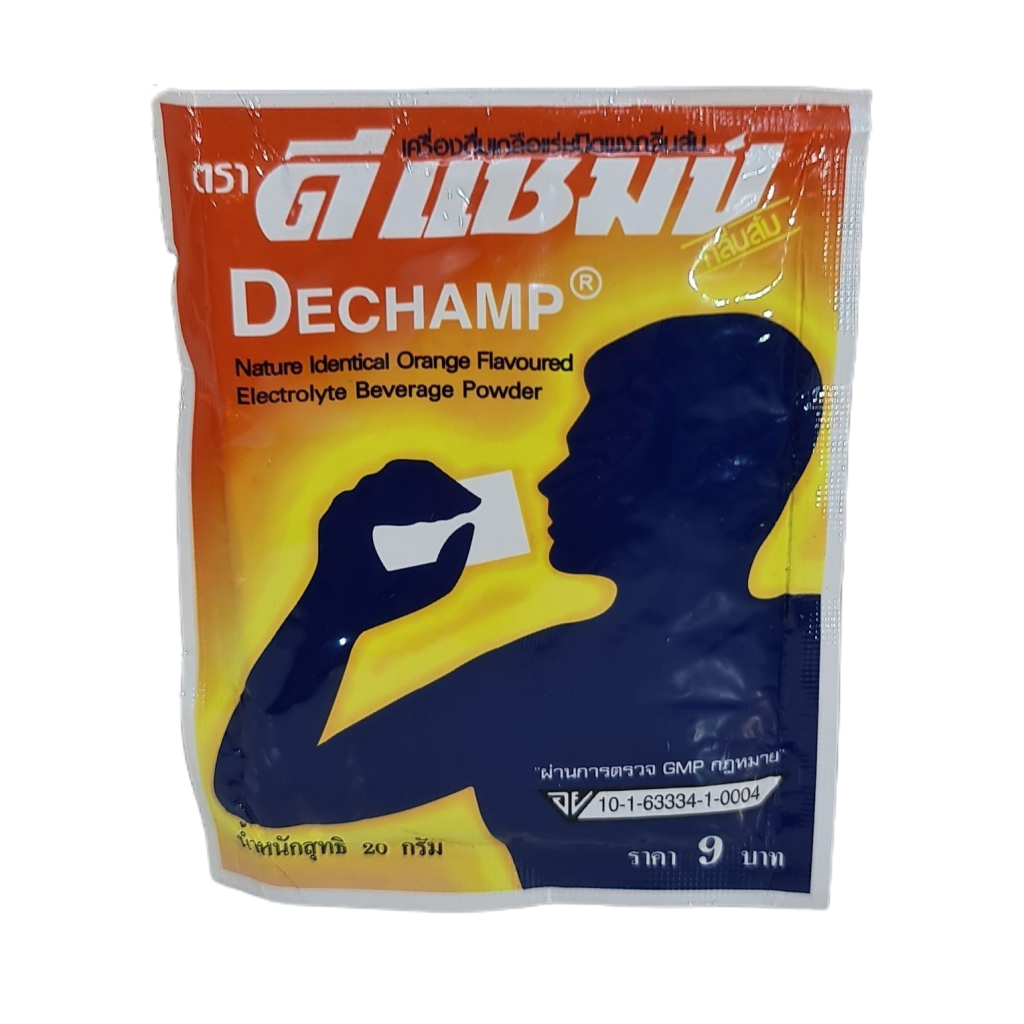 เครื่องดื่มเกลือแร่ชนิดผงกลิ่นส้ม
ตรา ดีแชมป์
กลิ่นส้ม
DECHAMP®
Nature Identical Orange Flavoured
Electrolyte Beverage Powder
"ผ่านการตรวจ GMP กฎหมาย"
อย 10-1-63334-1-0004
น้ำหนักสุทธิ 20 กรัม
ราคา 9 บาท